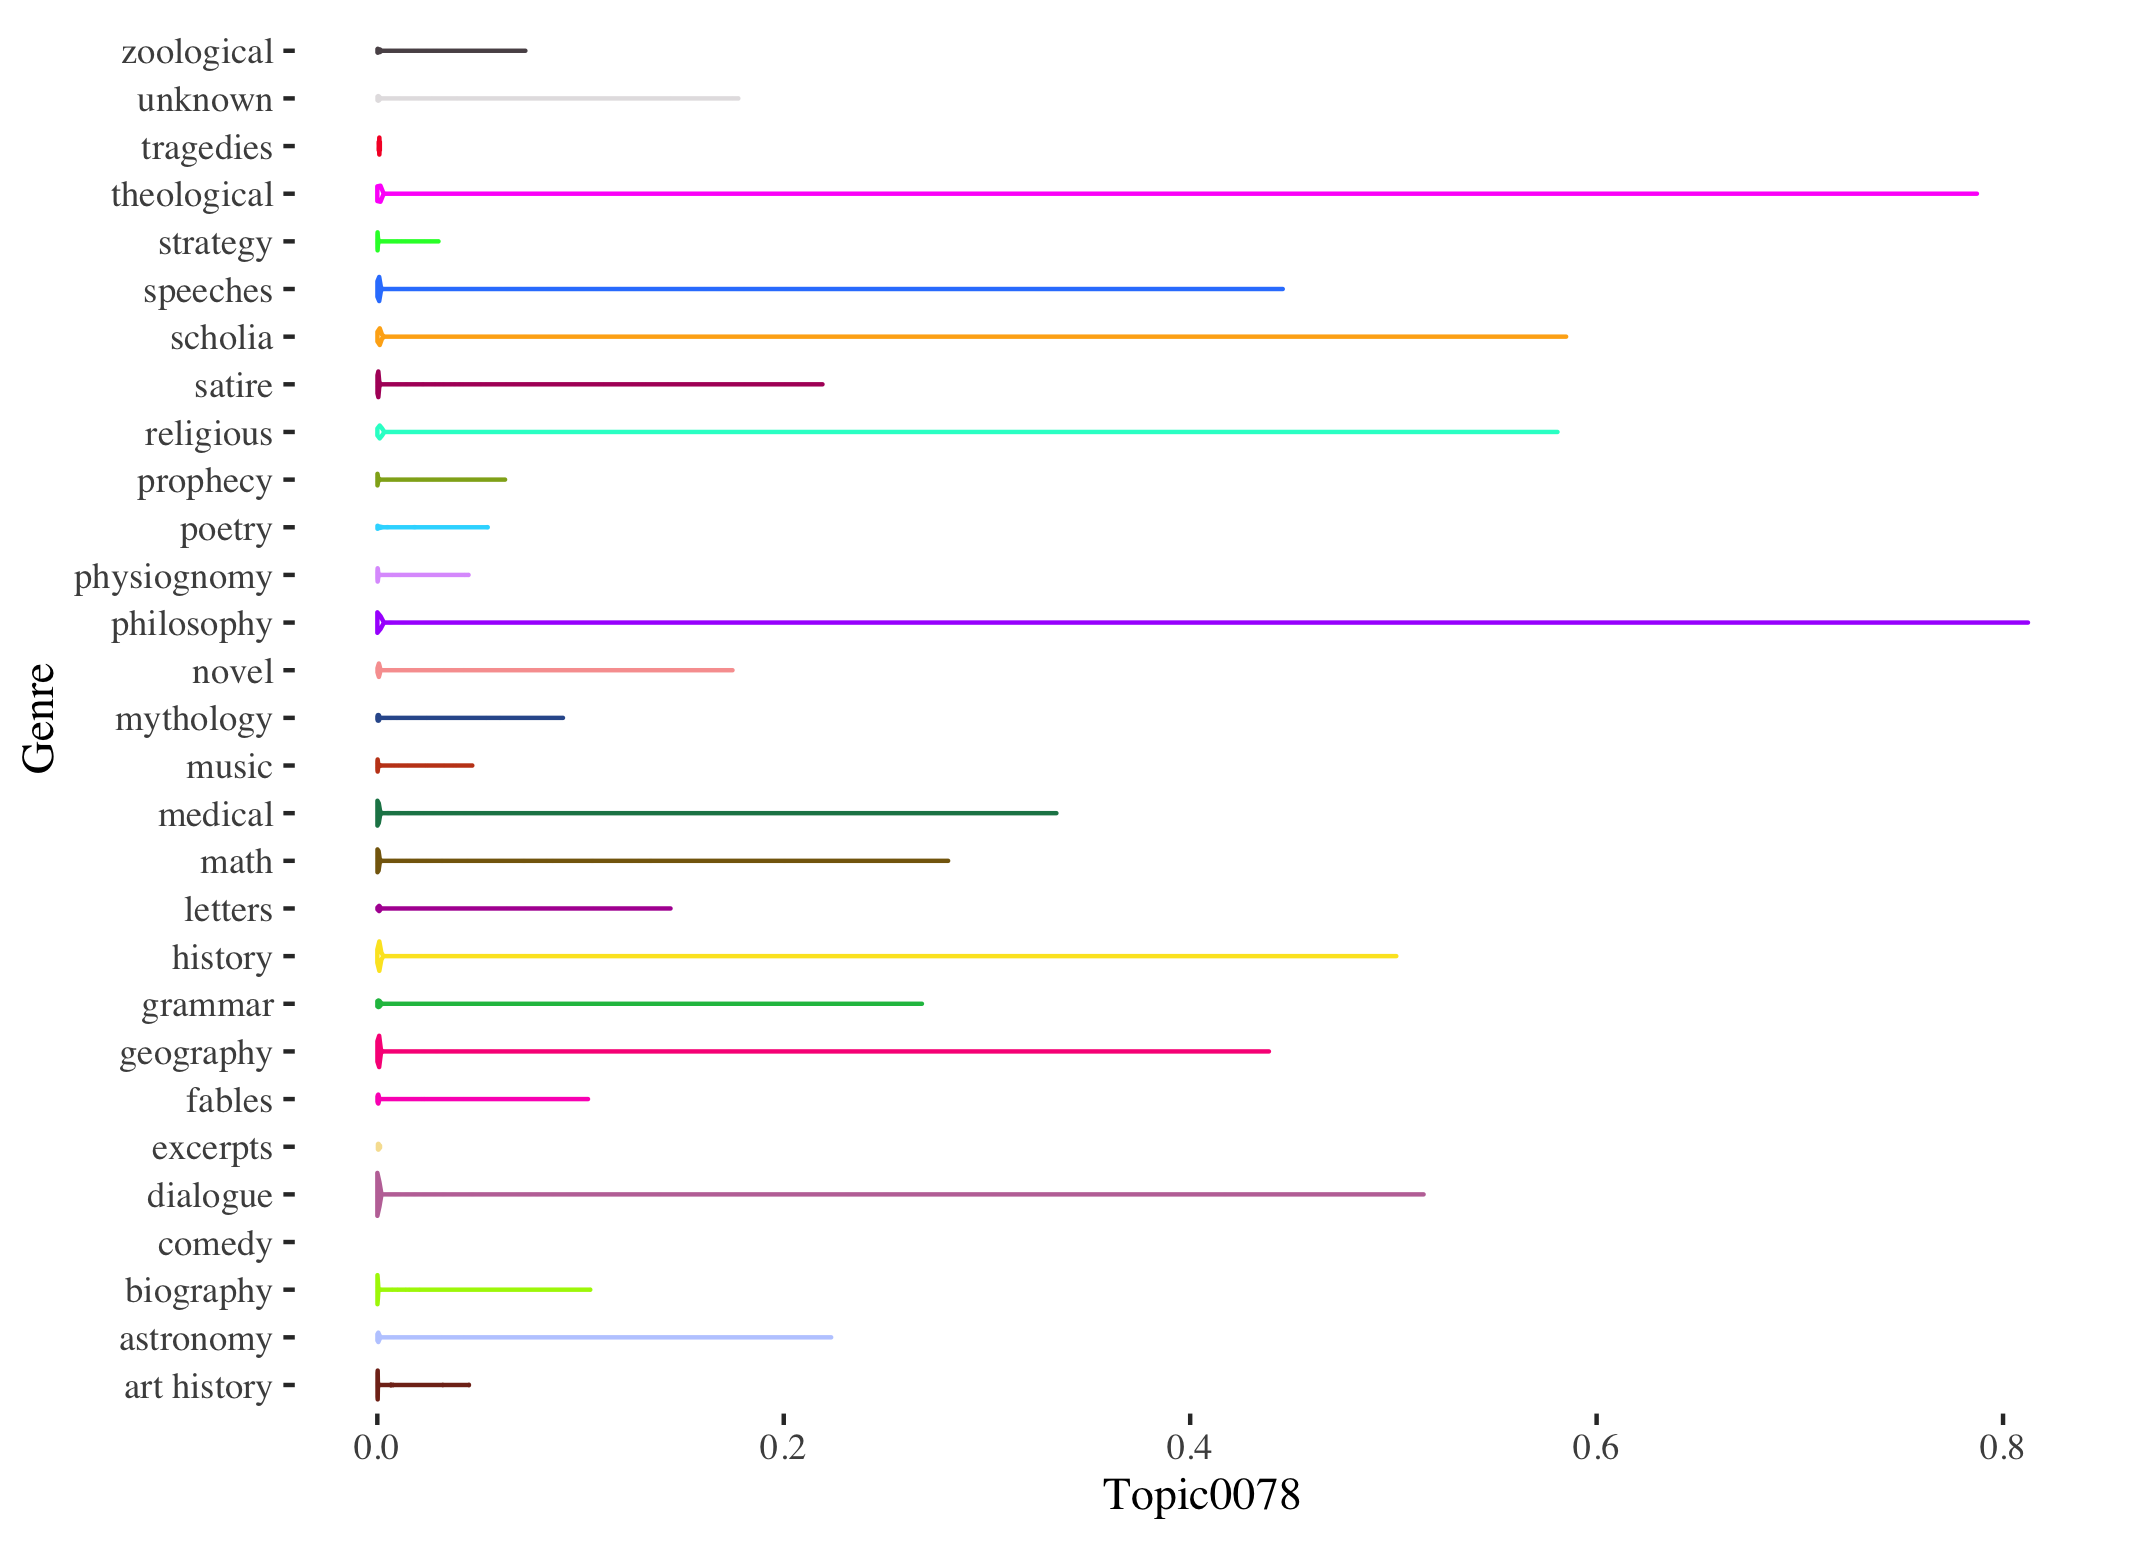 zoological
unknown
tragedies
theological
strategy
speeches
scholia
satire
religious
prophecy
poetry
physiognomy
philosophy
novel
mythology
music
medical
math
letters
history
grammar
geography
fables
excerpts
dialogue
comedy
biography
astronomy
art history
Genre
0.0 0.2 0.4 0.6 0.8
Topic0078